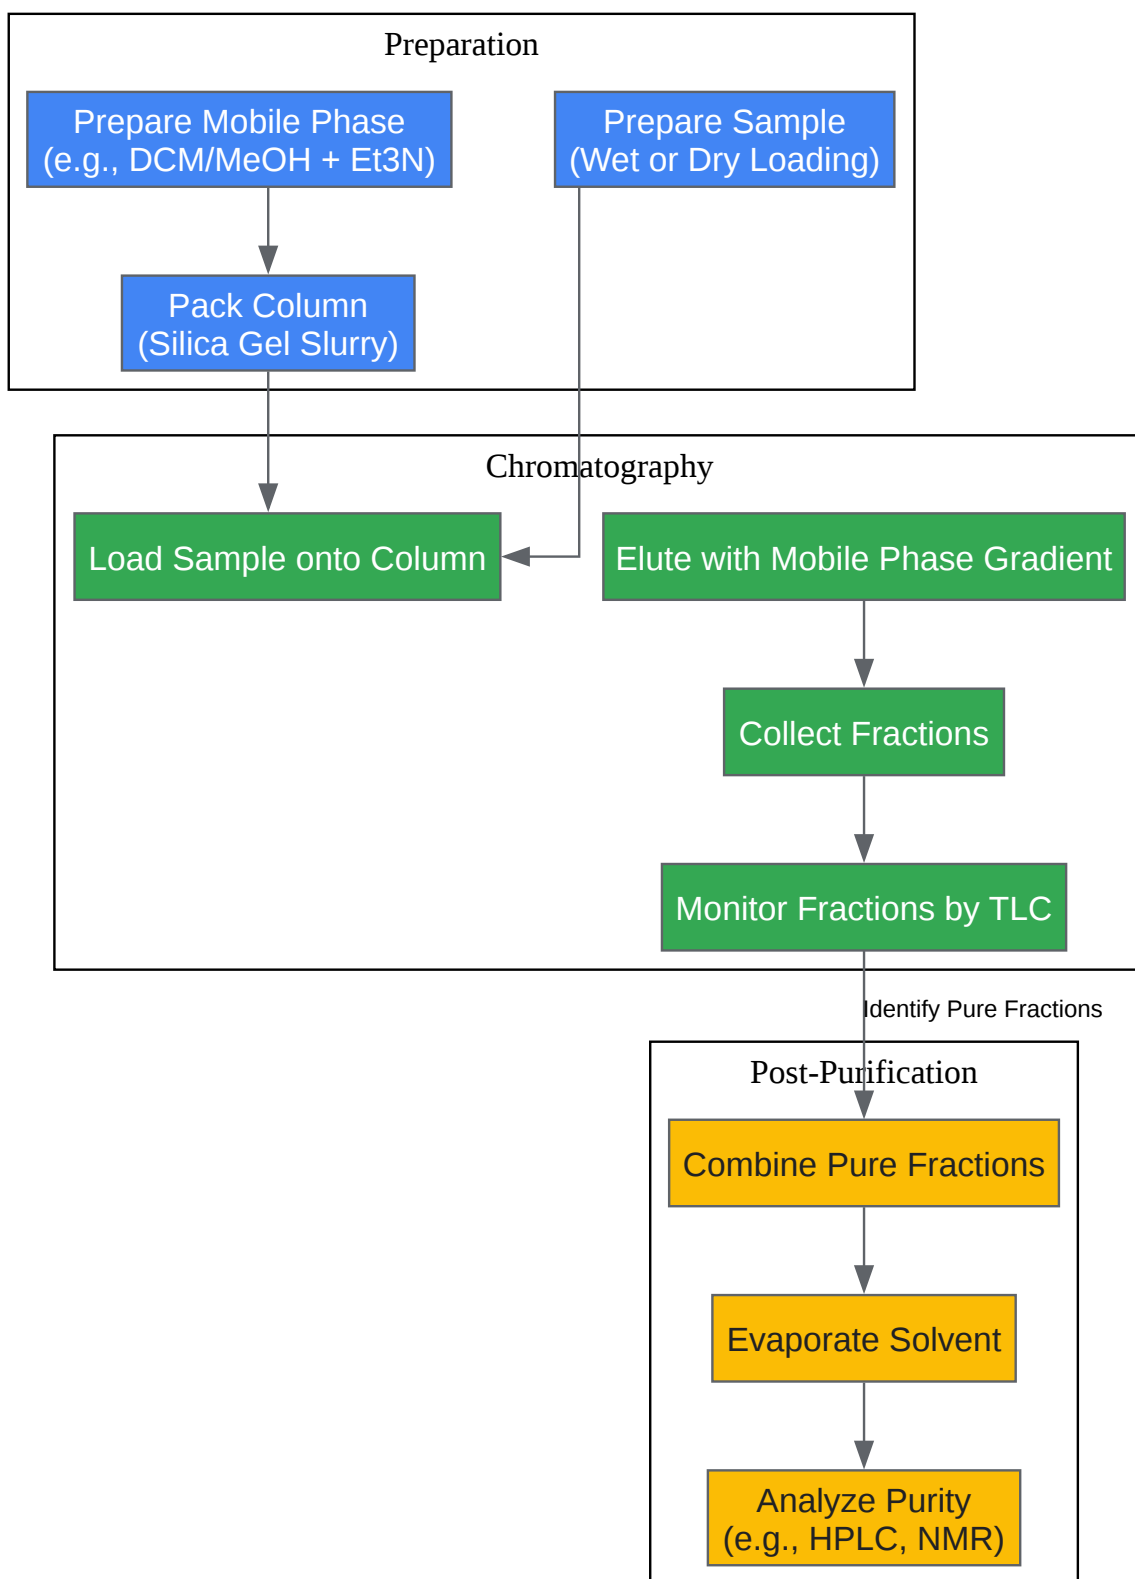 Preparation
Prepare Mobile Phase
(e.g., DCM/MeOH + Et3N)
Prepare Sample
(Wet or Dry Loading)
Pack Column
(Silica Gel Slurry)
Chromatography
Load Sample onto Column
Elute with Mobile Phase Gradient
Collect Fractions
Monitor Fractions by TLC
Identify Pure Fractions
Post-Purification
Combine Pure Fractions
Evaporate Solvent
Analyze Purity
(e.g., HPLC, NMR)